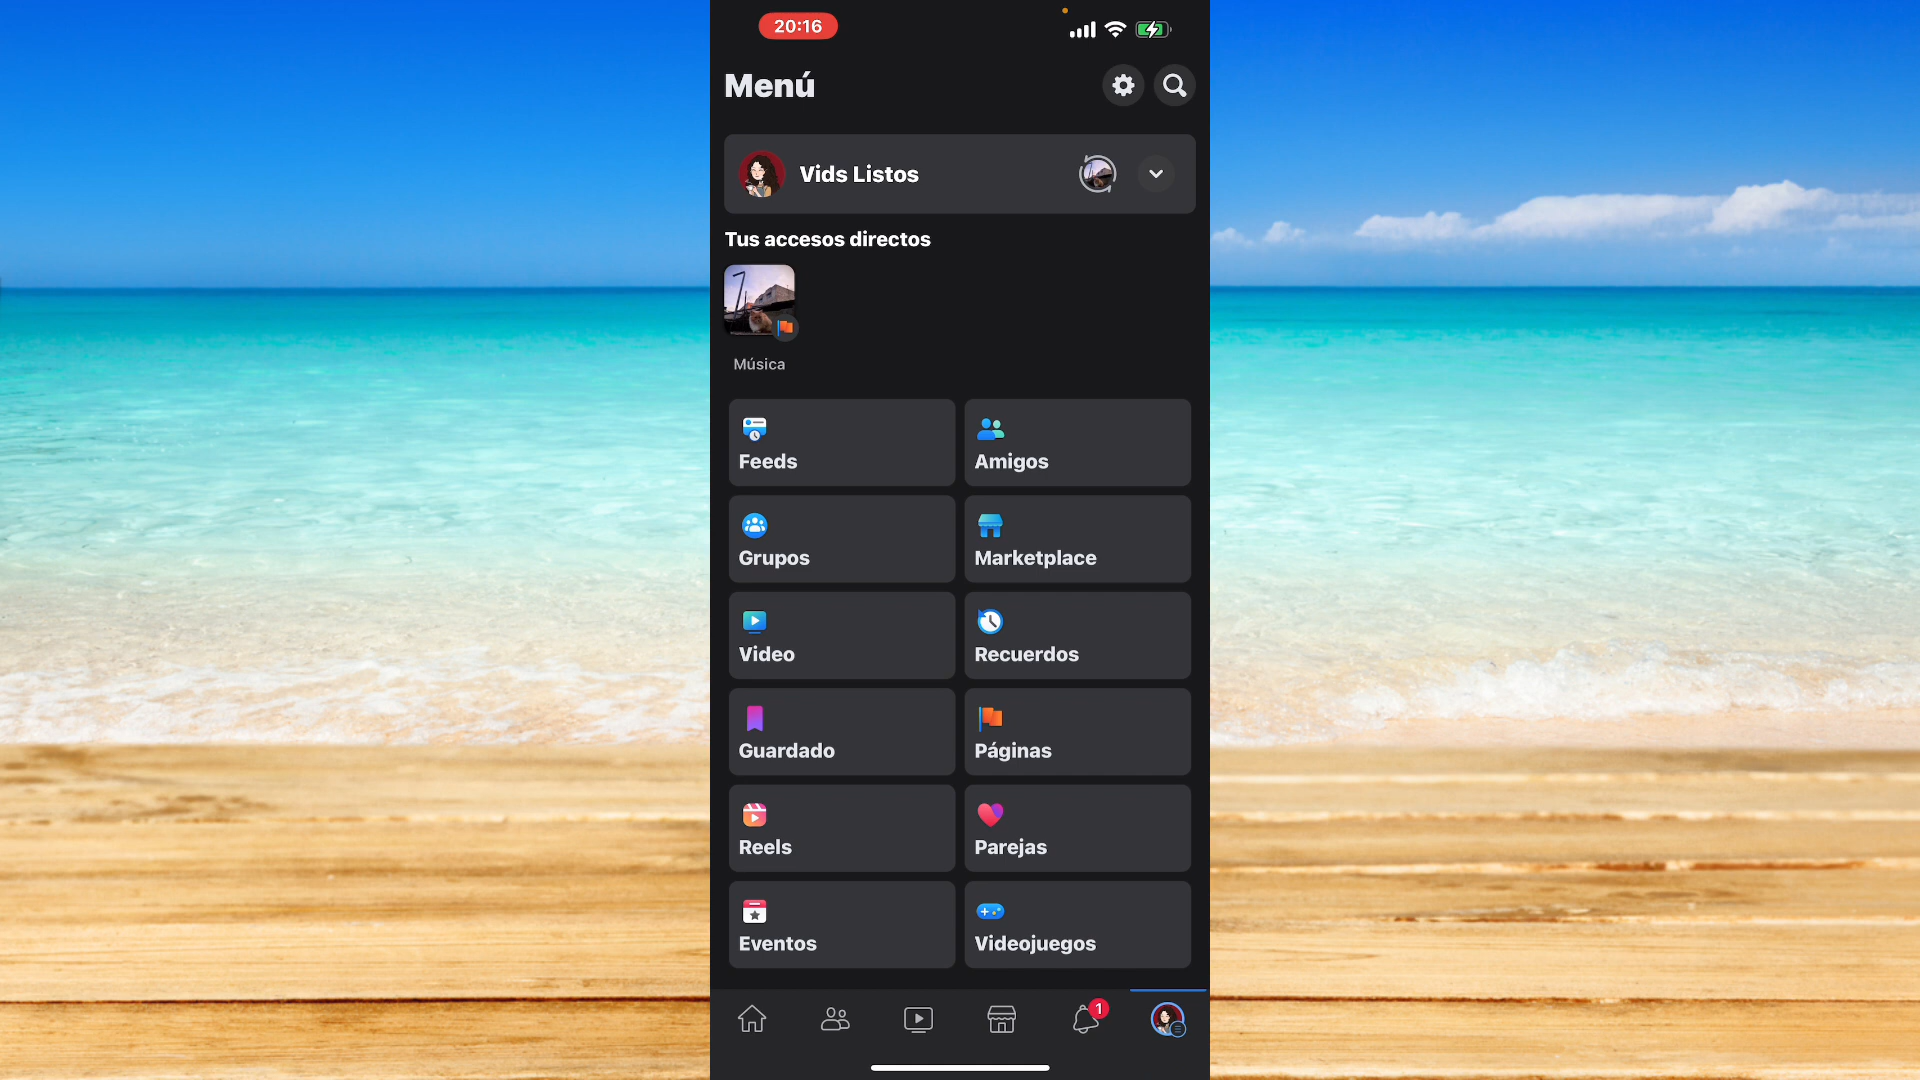 20:16
Menú
Vids Listos
Tus accesos directos
Música
Feeds
Amigos
Grupos
Marketplace
Video
Recuerdos
Guardado
Páginas
Reels
Parejas
Eventos
Videojuegos
1